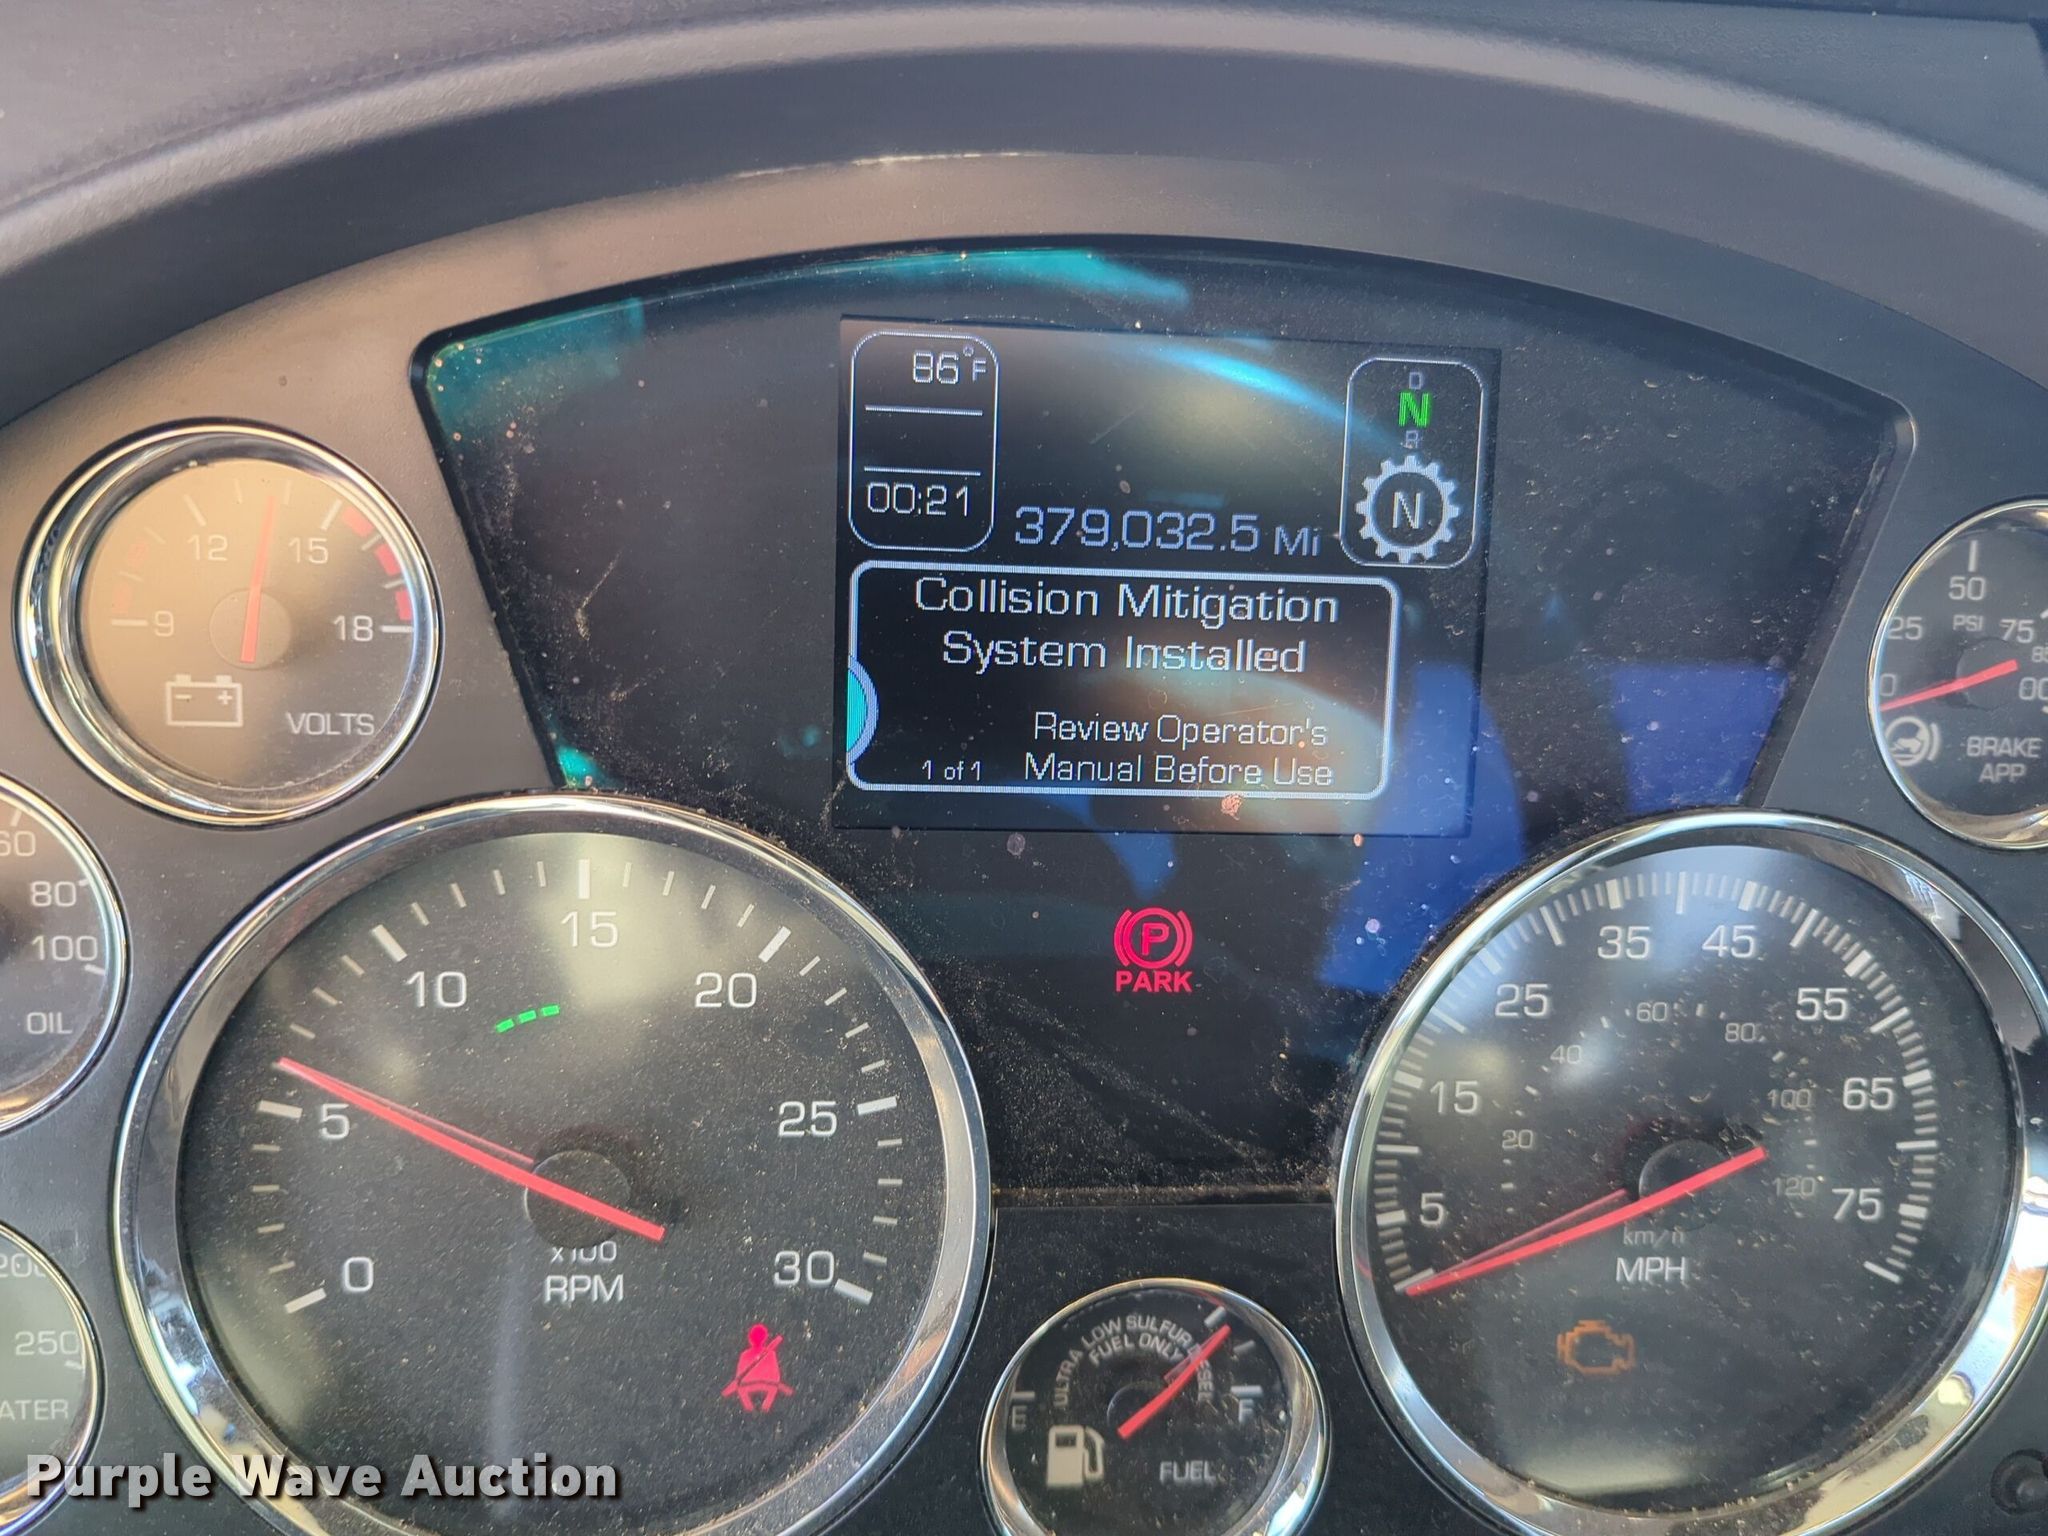 86°F
00:21
379,032.5 Mi
D
N
R
N
Collision Mitigation
System Installed
Review Operator's
1 of 1 Manual Before Use
9 12 15 18
- +
VOLTS
0 25 50 75
PSI
BRAKE
APP
60
80
100
OIL
P
PARK
0 5 10 15 20 25 30
x100
RPM
5 15 25 35 45 55 65 75
20 40 60 80 100 120
km/h
MPH
200
250
ATER
ULTRA LOW SULFUR DIESEL
FUEL ONLY
E F
FUEL
Purple Wave Auction